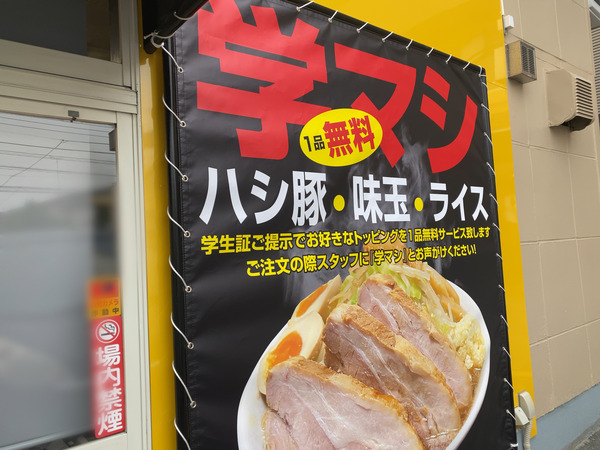 学マシ
1品無料
ハシ豚・味玉・ライス
学生証ご提示でお好きなトッピングを1品無料サービス致します
ご注文の際スタッフに「学マシ」とお声がけください!
場内禁煙